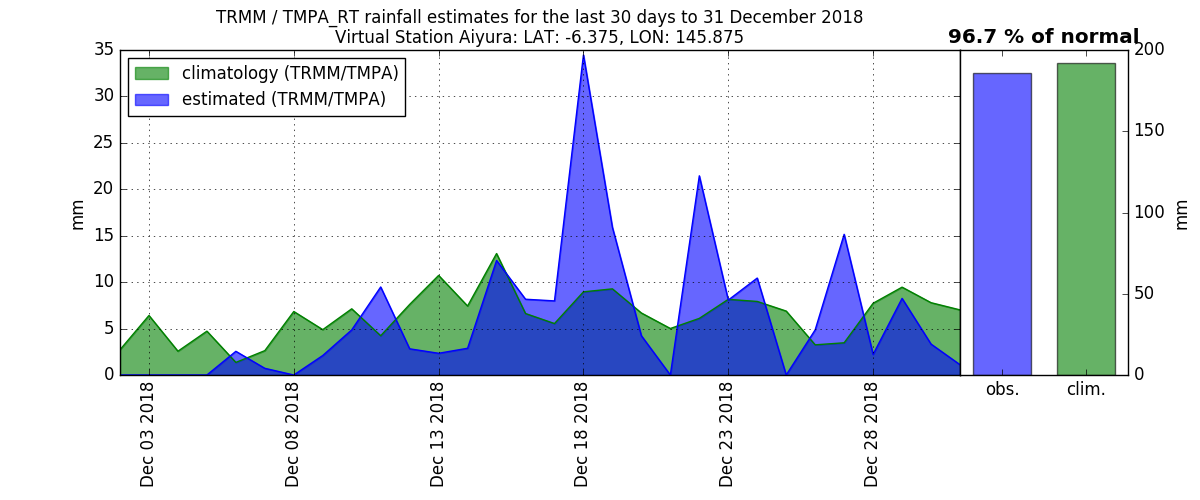 TRMM / TMPA_RT rainfall estimates for the last 30 days to 31 December 2018
Virtual Station Aiyura: LAT: -6.375, LON: 145.875
96.7 % of normal
climatology (TRMM/TMPA)
estimated (TRMM/TMPA)
35
30
25
20
15
10
5
0
mm
Dec 03 2018
Dec 08 2018
Dec 13 2018
Dec 18 2018
Dec 23 2018
Dec 28 2018
200
150
100
50
0
mm
obs.
clim.